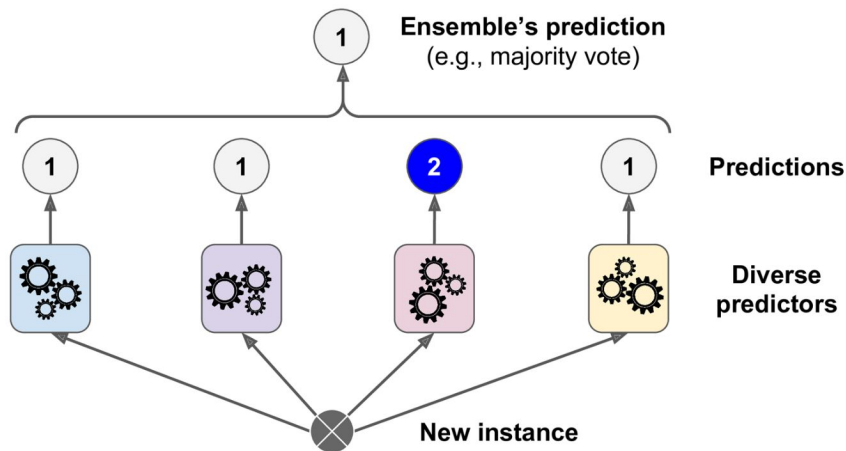 1
Ensemble's prediction
(e.g., majority vote)
1 1 2 1 Predictions
Diverse
predictors
New instance